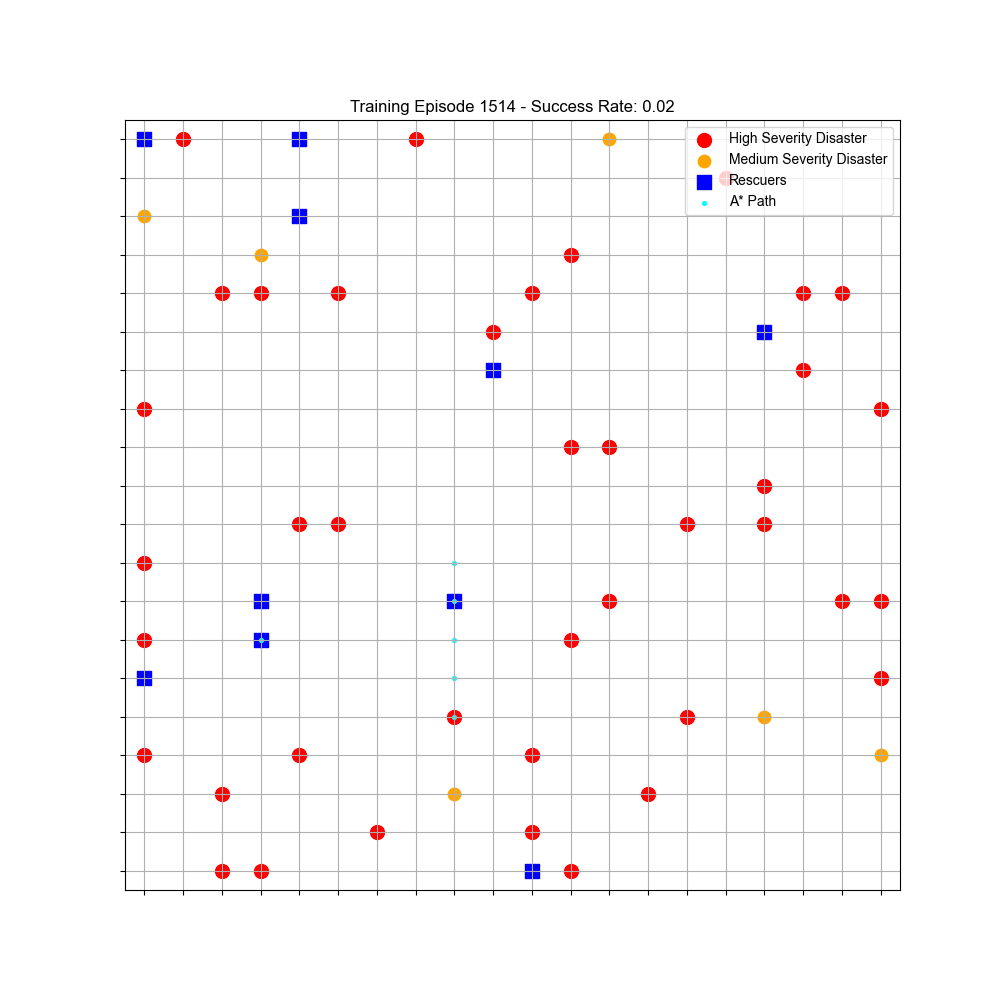 Training Episode 1514 - Success Rate: 0.02
High Severity Disaster
Medium Severity Disaster
Rescuers
A* Path